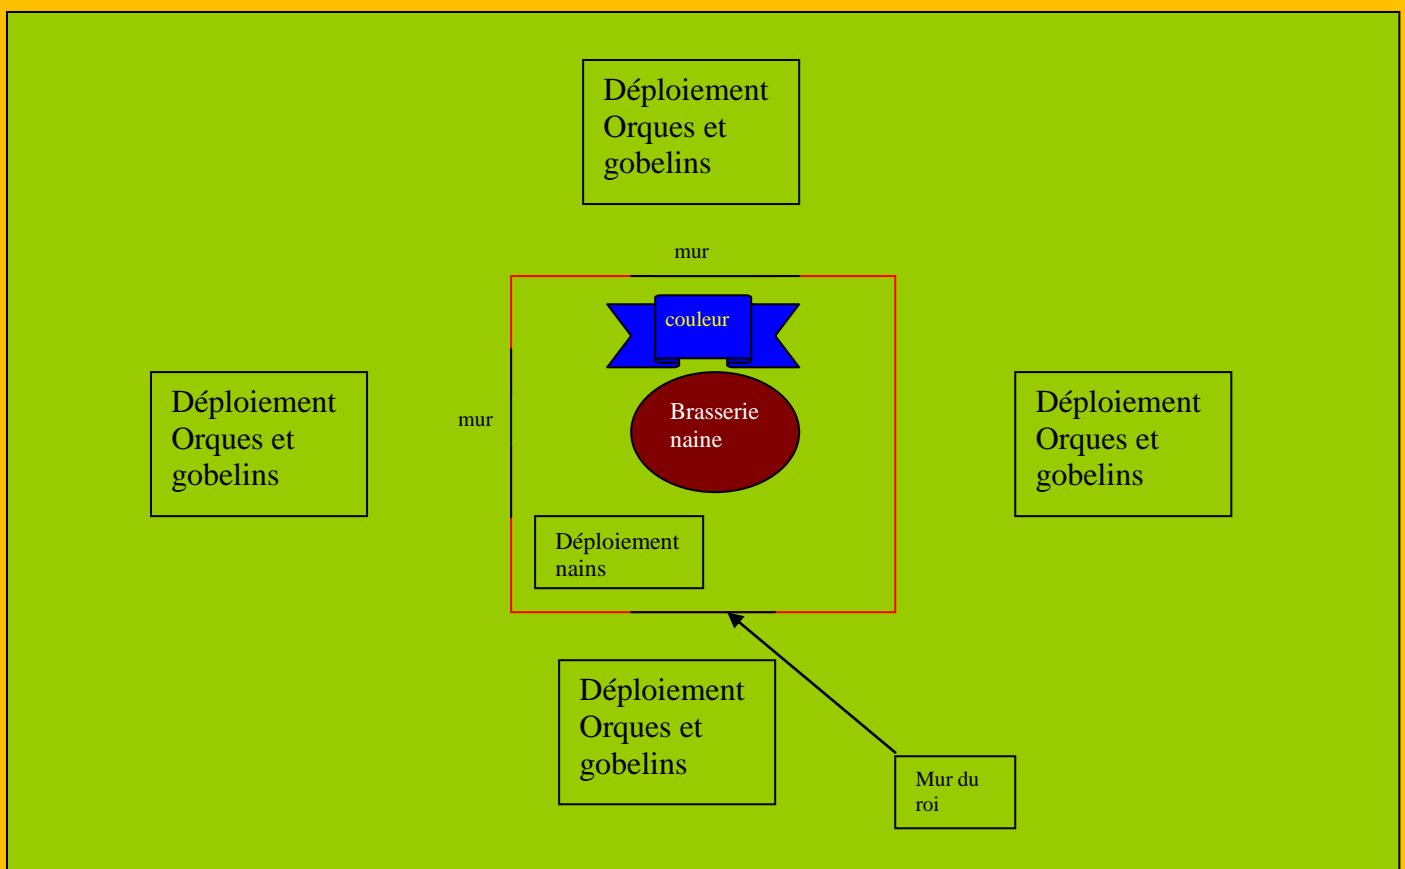 Déploiement
Orques et
gobelins
mur
couleur
Déploiement
Orques et
gobelins
mur
Brasserie
naine
Déploiement
Orques et
gobelins
Déploiement
nains
Déploiement
Orques et
gobelins
Mur du
roi